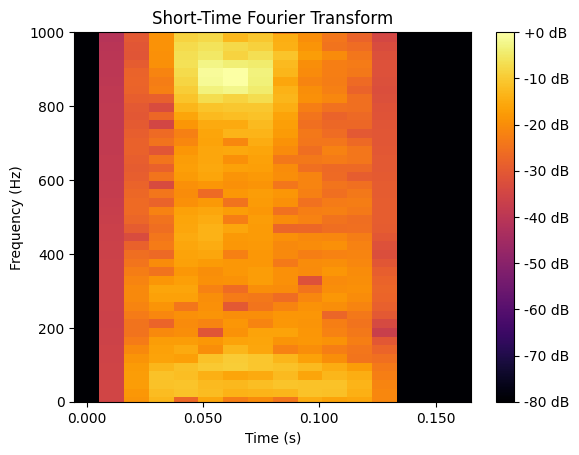 Short-Time Fourier Transform
Frequency (Hz)
1000
800
600
400
200
0
0.000
0.050
0.100
0.150
Time (s)
+0 dB
-10 dB
-20 dB
-30 dB
-40 dB
-50 dB
-60 dB
-70 dB
-80 dB